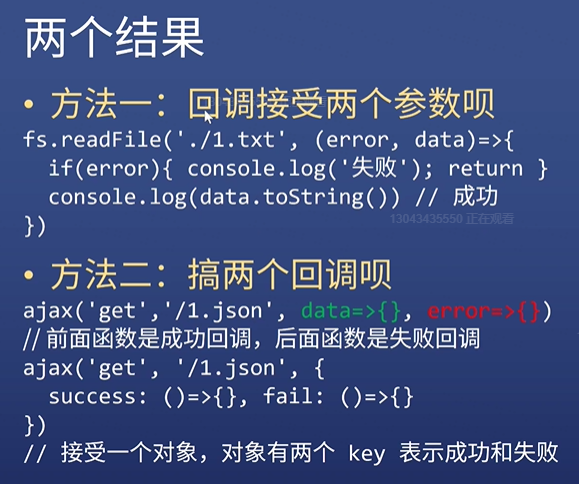 两个结果
• 方法一：回调接受两个参数呗
fs.readFile('./1.txt', (error, data)=>{
if(error){ console.log('失败'); return }
console.log(data.toString()) // 成功
13043435550 正在观看
})
• 方法二：搞两个回调呗
ajax('get','/1.json', data=>{}, error=>{})
// 前面函数是成功回调，后面函数是失败回调
ajax('get', '/1.json', {
success: ()=>{}, fail: ()=>{}
})
// 接受一个对象，对象有两个 key 表示成功和失败